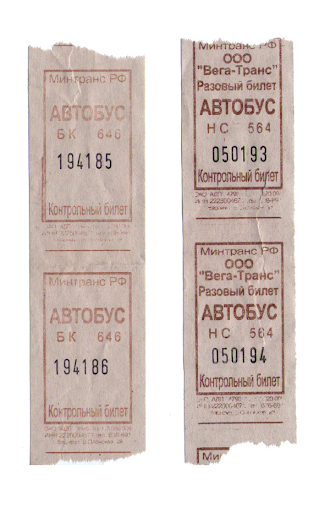 Минтранс РФ
АВТОБУС
БК 646
194185
Контрольный билет
Минтранс РФ
АВТОБУС
БК 646
194186
Контрольный билет
Минтранс РФ
ООО
"Вега-Транс"
Разовый билет
АВТОБУС
НС 564
050193
Контрольный билет
Минтранс РФ
ООО
"Вега-Транс"
Разовый билет
АВТОБУС
НС 564
050194
Контрольный билет